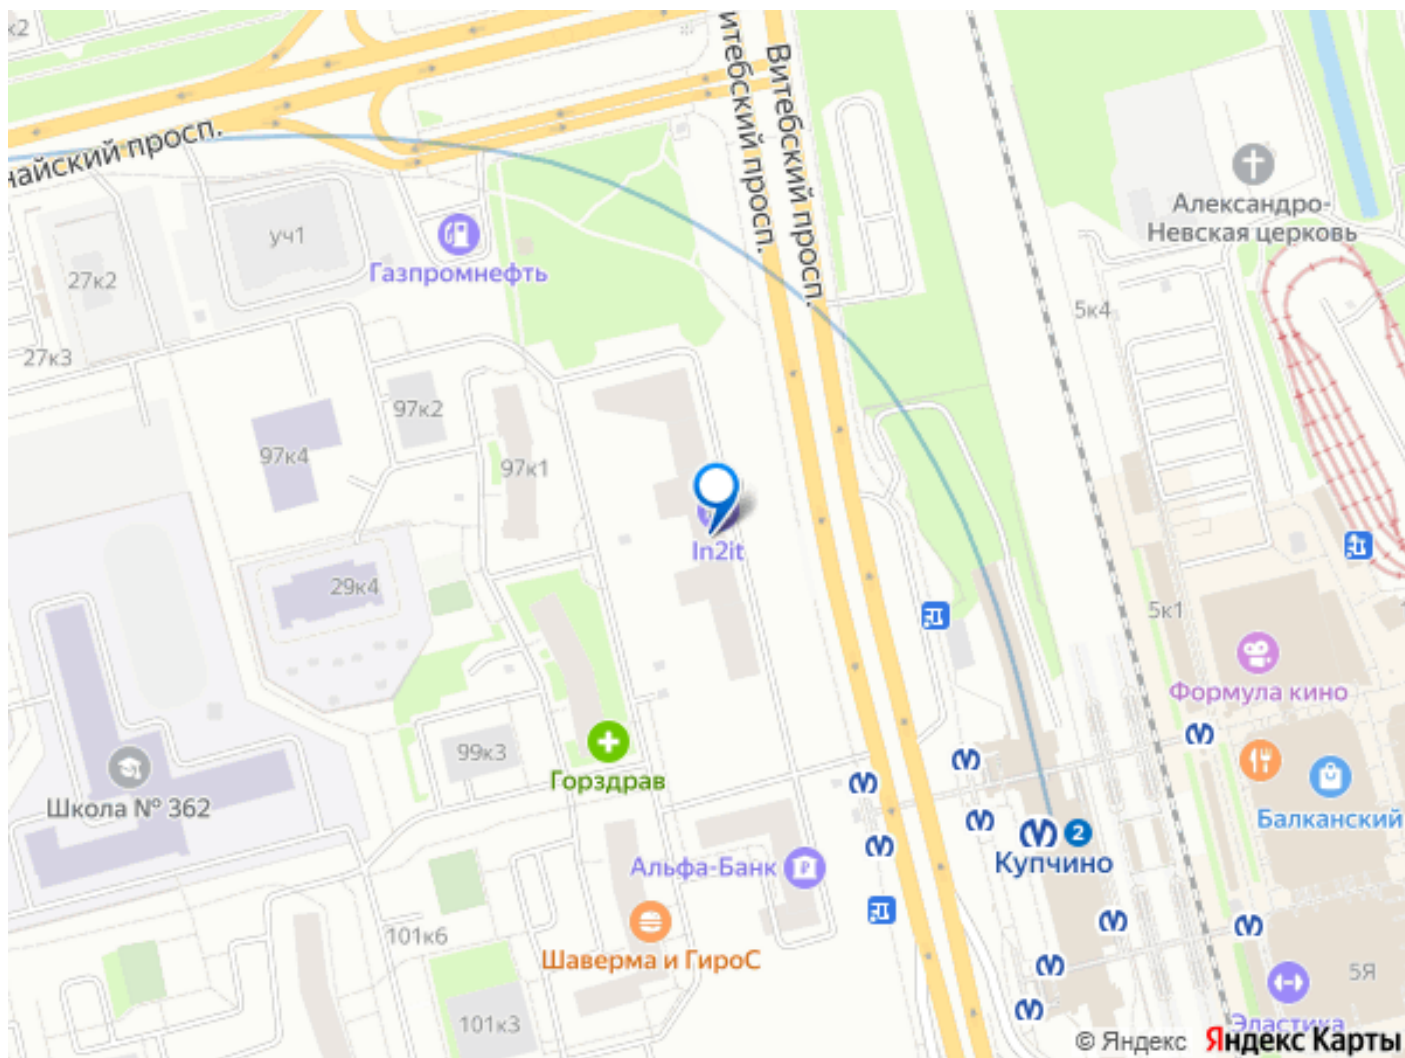 к2
Витебский просп.
итебский просп.
найский просп.
уч1
27к2
Газпромнефть
27к3
Александро-
Невская церковь
5к4
97к2
97к4
97к1
In2it
29к4
5к1
Формула кино
99к3
Горздрав
Школа № 362
Балканский
2
Купчино
Альфа-Банк
101к6
Шаверма и ГироС
5Я
101к3
Эластика
© Яндекс Яндекс Карты